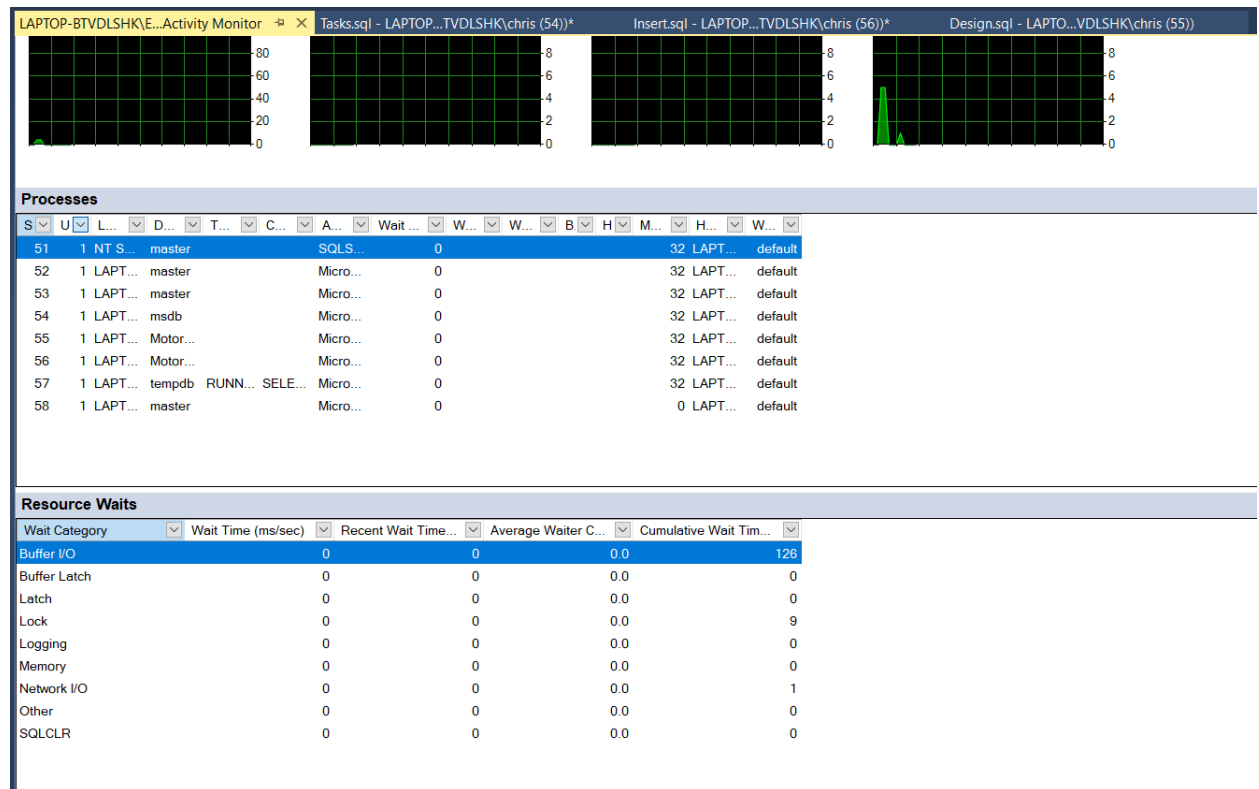 LAPTOP-BTVDLSHK\E...Activity Monitor Tasks.sql - LAPTOP...TVDLSHK\chris (54))* Insert.sql - LAPTOP...TVDLSHK\chris (56))* Design.sql - LAPTO...VDLSHK\chris (55))
80 8 8 8
60 6 6 6
40 4 4 4
20 2 2 2
0 0 0 0
Processes
S U L... D... T... C... A... Wait ... W... W... B. H M... H... W...
51 1 NT S... master SQLS... 0 32 LAPT... default
52 1 LAPT... master Micro... 0 32 LAPT... default
53 1 LAPT... master Micro... 0 32 LAPT... default
54 1 LAPT... msdb Micro... 0 32 LAPT... default
55 1 LAPT... Motor... Micro... 0 32 LAPT... default
56 1 LAPT... Motor... Micro... 0 32 LAPT... default
57 1 LAPT... tempdb RUNN... SELE... Micro... 0 32 LAPT... default
58 1 LAPT... master Micro... 0 0 LAPT... default
Resource Waits
Wait Category Wait Time (ms/sec) Recent Wait Time... Average Waiter C... Cumulative Wait Tim...
Buffer I/O 0 0 0.0 126
Buffer Latch 0 0 0.0 0
Latch 0 0 0.0 0
Lock 0 0 0.0 9
Logging 0 0 0.0 0
Memory 0 0 0.0 0
Network I/O 0 0 0.0 1
Other 0 0 0.0 0
SQLCLR 0 0 0.0 0